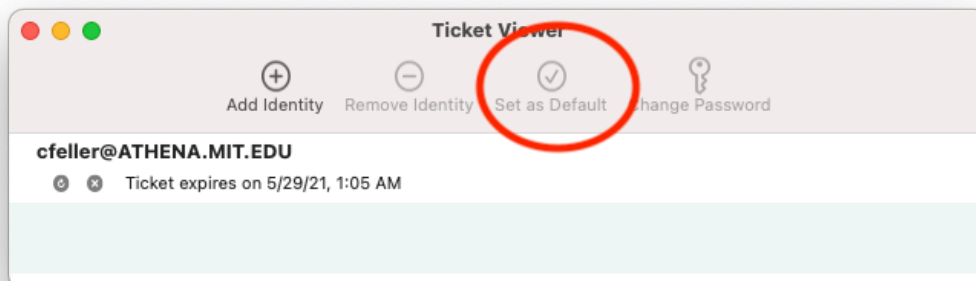 Ticket Viewer
Add Identity Remove Identity Set as Default Change Password
cfeller@ATHENA.MIT.EDU
Ticket expires on 5/29/21, 1:05 AM